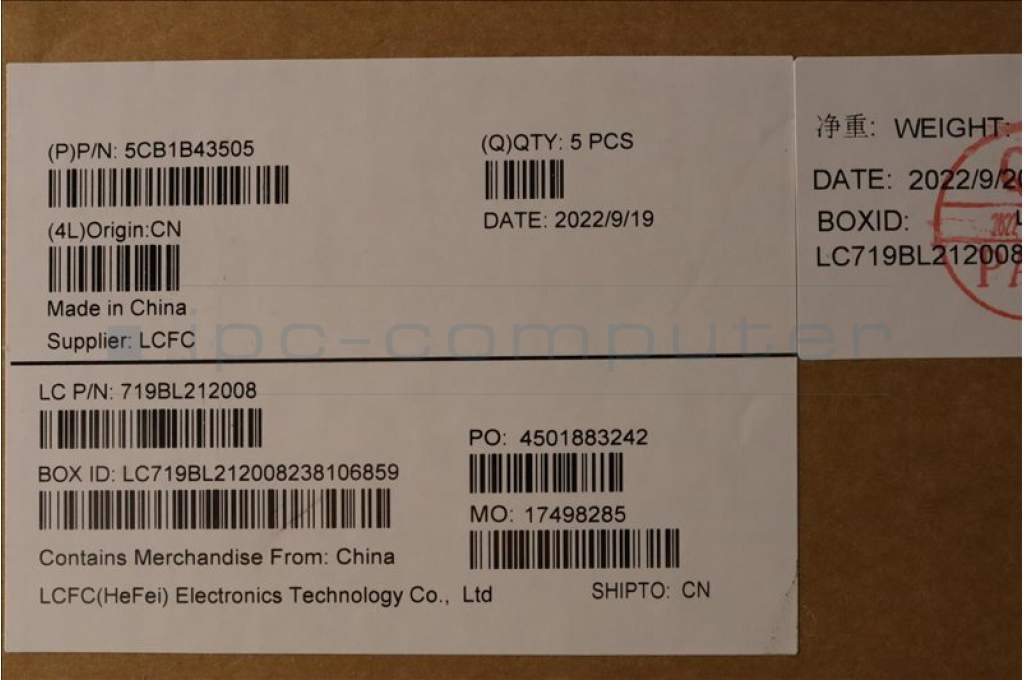 (P)P/N: 5CB1B43505
(Q)QTY: 5 PCS
(4L)Origin:CN
DATE: 2022/9/19
Made in China
Supplier: LCFC
LC P/N: 719BL212008
PO: 4501883242
BOX ID: LC719BL212008238106859
MO: 17498285
Contains Merchandise From: China
LCFC(HeFei) Electronics Technology Co., Ltd
SHIPTO: CN
净重: WEIGHT:
DATE: 2022/9/20
BOXID:
LC719BL212008
ipc-computer